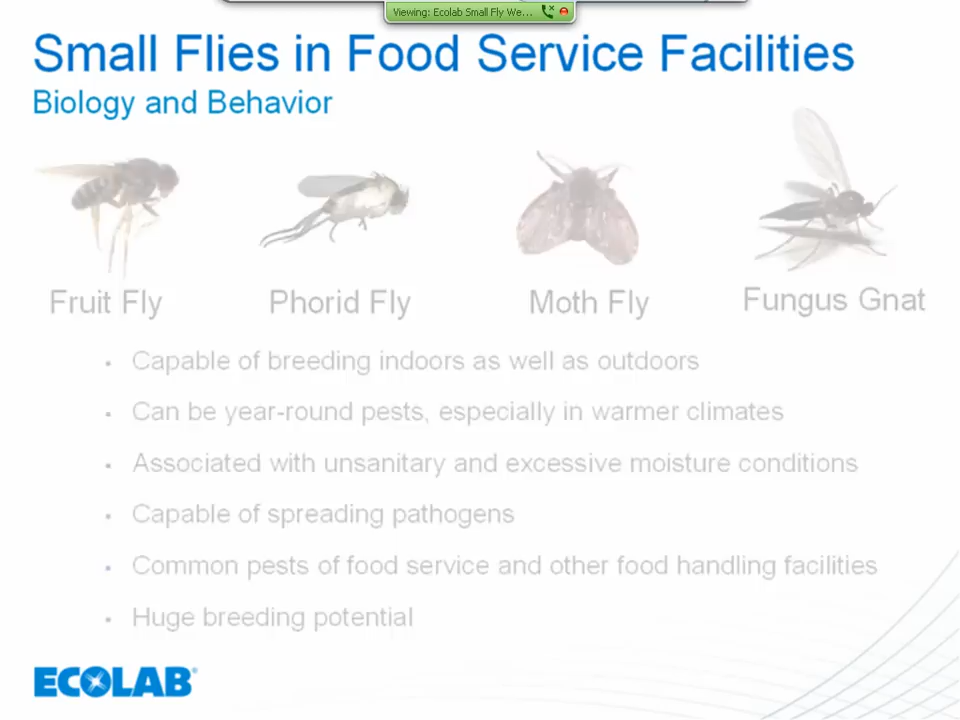 Viewing: Ecolab Small Fly We...
Small Flies in Food Service Facilities
Biology and Behavior
Fruit Fly
Phorid Fly
Moth Fly
Fungus Gnat
• Capable of breeding indoors as well as outdoors
• Can be year-round pests, especially in warmer climates
• Associated with unsanitary and excessive moisture conditions
• Capable of spreading pathogens
• Common pests of food service and other food handling facilities
• Huge breeding potential
ECOLAB®